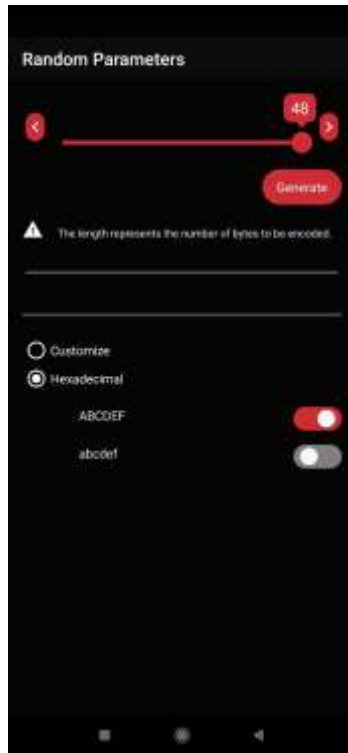 Random Parameters
48
Generate
The length represents the number of bytes to be encoded.
Customize
Hexadecimal
ABCDEF
abcdef